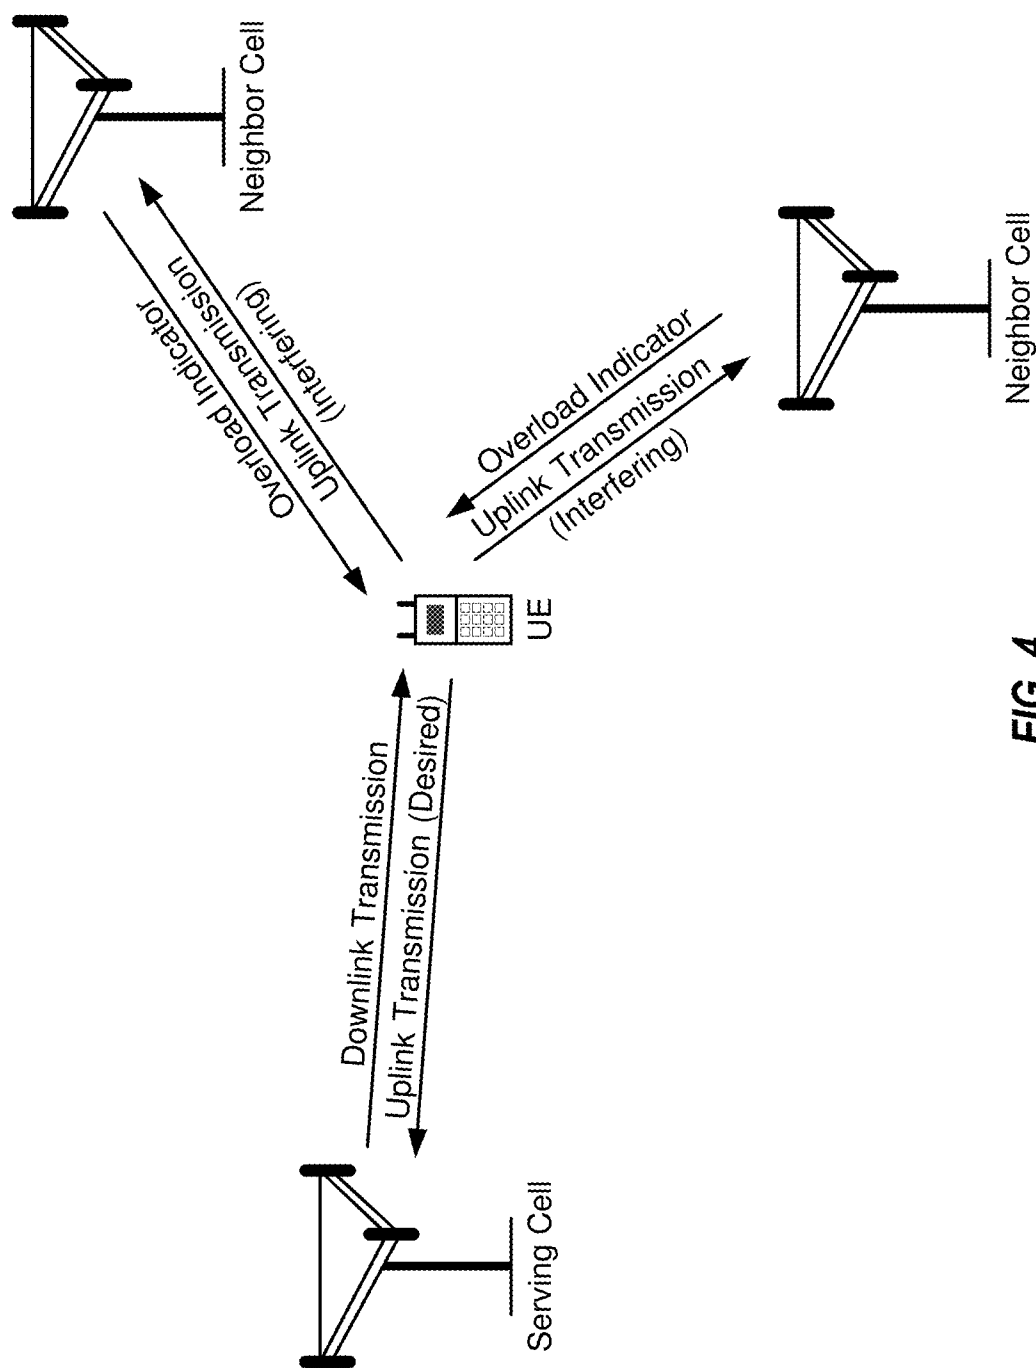 Neighbor Cell
Overload Indicator
Uplink Transmission
(Interfering)
Overload Indicator
Uplink Transmission
(Interfering)
Neighbor Cell
UE
Downlink Transmission
Uplink Transmission (Desired)
Serving Cell
FIG. 4